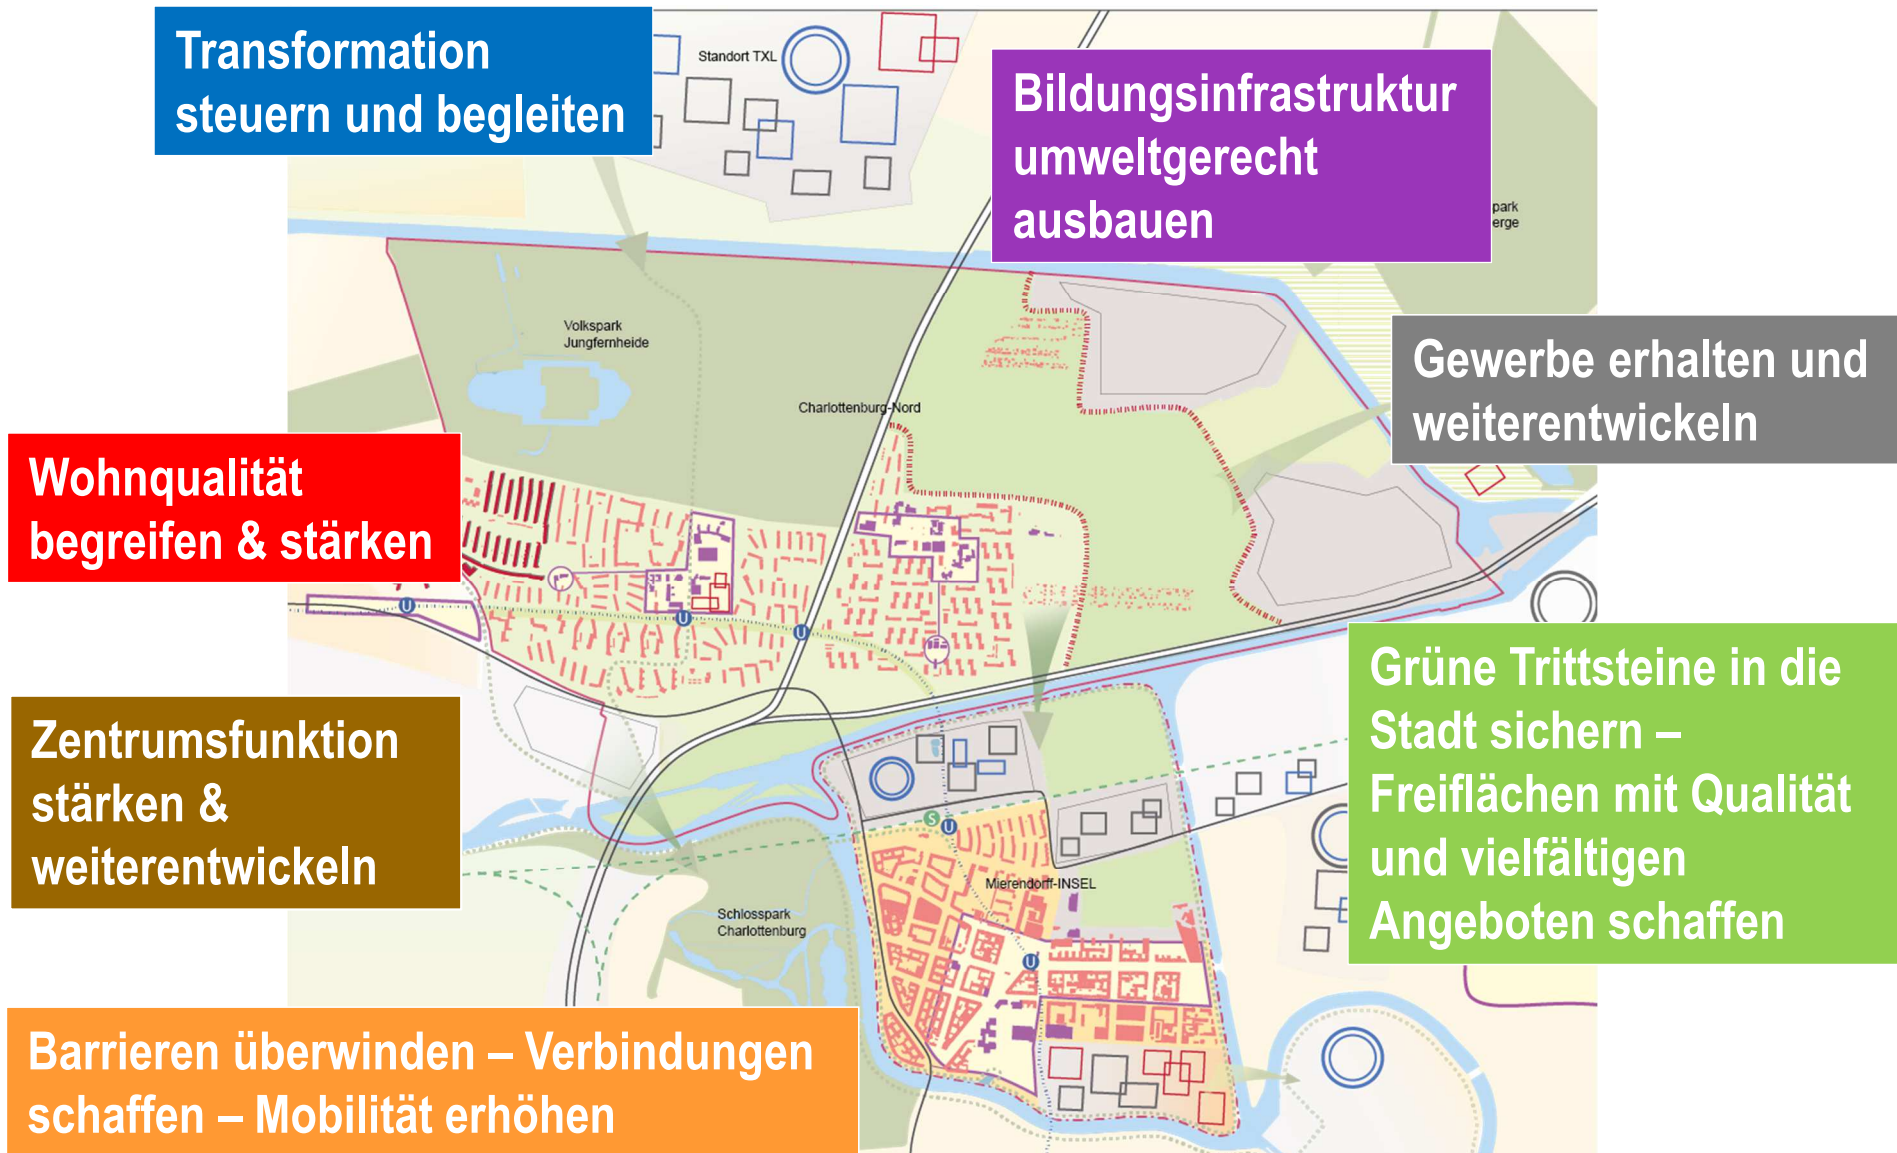 Transformation
steuern und begleiten
Standort TXL
Bildungsinfrastruktur
umweltgerecht
ausbauen
park
erge
Volkspark
Jungfernheide
Charlottenburg-Nord
Gewerbe erhalten und
weiterentwickeln
Wohnqualität
begreifen & stärken
U
U
U
Grüne Trittsteine in die
Stadt sichern –
Freiflächen mit Qualität
und vielfältigen
Angeboten schaffen
Zentrumsfunktion
stärken &
weiterentwickeln
S
U
Mierendorff-INSEL
Schlosspark
Charlottenburg
U
Barrieren überwinden – Verbindungen
schaffen – Mobilität erhöhen